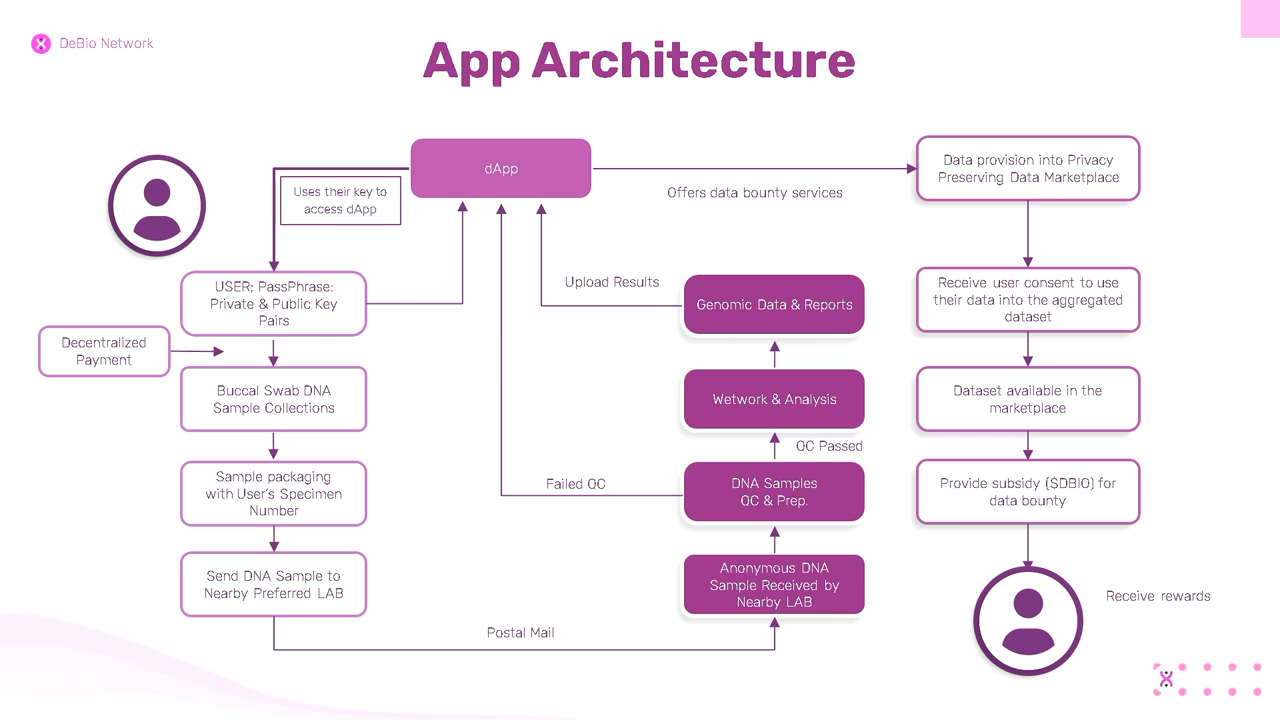 DeBio Network
App Architecture
dApp
Uses their key to
access dApp
Offers data bounty services
Data provision into Privacy
Preserving Data Marketplace
USER; PassPhrase:
Private & Public Key
Pairs
Upload Results
Genomic Data & Reports
Receive user consent to use
their data into the aggregated
dataset
Decentralized
Payment
Buccal Swab DNA
Sample Collections
Wetwork & Analysis
Dataset available in the
marketplace
QC Passed
Sample packaging
with User's Specimen
Number
Failed QC
DNA Samples
QC & Prep.
Provide subsidy ($DBIO) for
data bounty
Send DNA Sample to
Nearby Preferred LAB
Anonymous DNA
Sample Received by
Nearby LAB
Receive rewards
Postal Mail